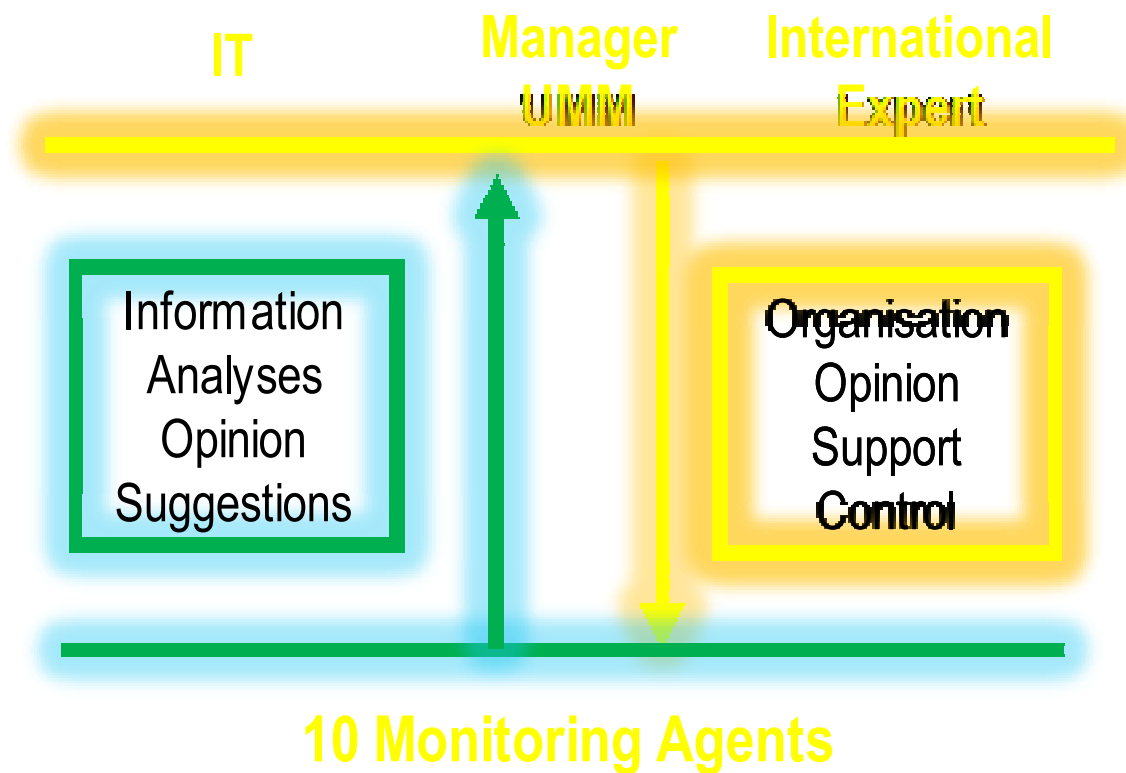 IT
Manager
UMM
International
Expert
Information
Analyses
Opinion
Suggestions
Organisation
Opinion
Support
Control
10 Monitoring Agents